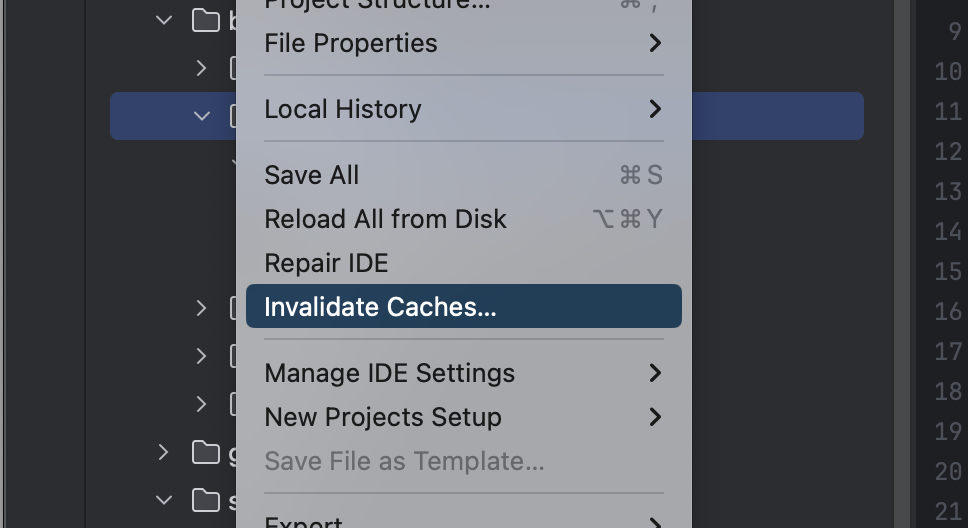 Project Structure... ⌘ ;
File Properties
Local History
Save All ⌘ S
Reload All from Disk ⌥ ⌘ Y
Repair IDE
Invalidate Caches...
Manage IDE Settings
New Projects Setup
Save File as Template...
Export
9
10
11
12
13
14
15
16
17
18
19
20
21